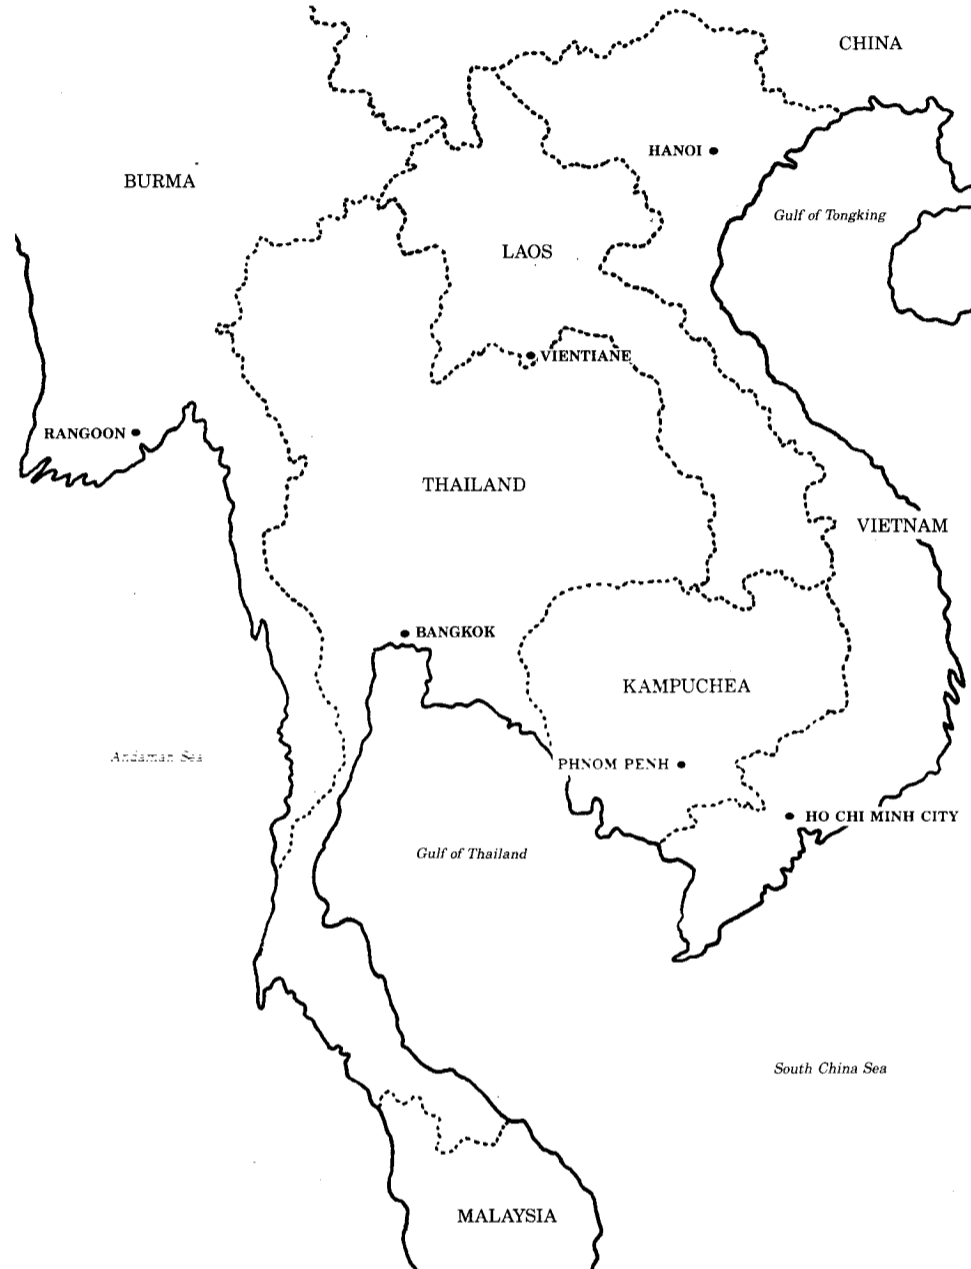 CHINA
HANOI
BURMA
Gulf of Tongking
LAOS
VIENTIANE
RANGOON
THAILAND
VIETNAM
BANGKOK
KAMPUCHEA
Andaman Sea
PHNOM PENH
HO CHI MINH CITY
Gulf of Thailand
South China Sea
MALAYSIA